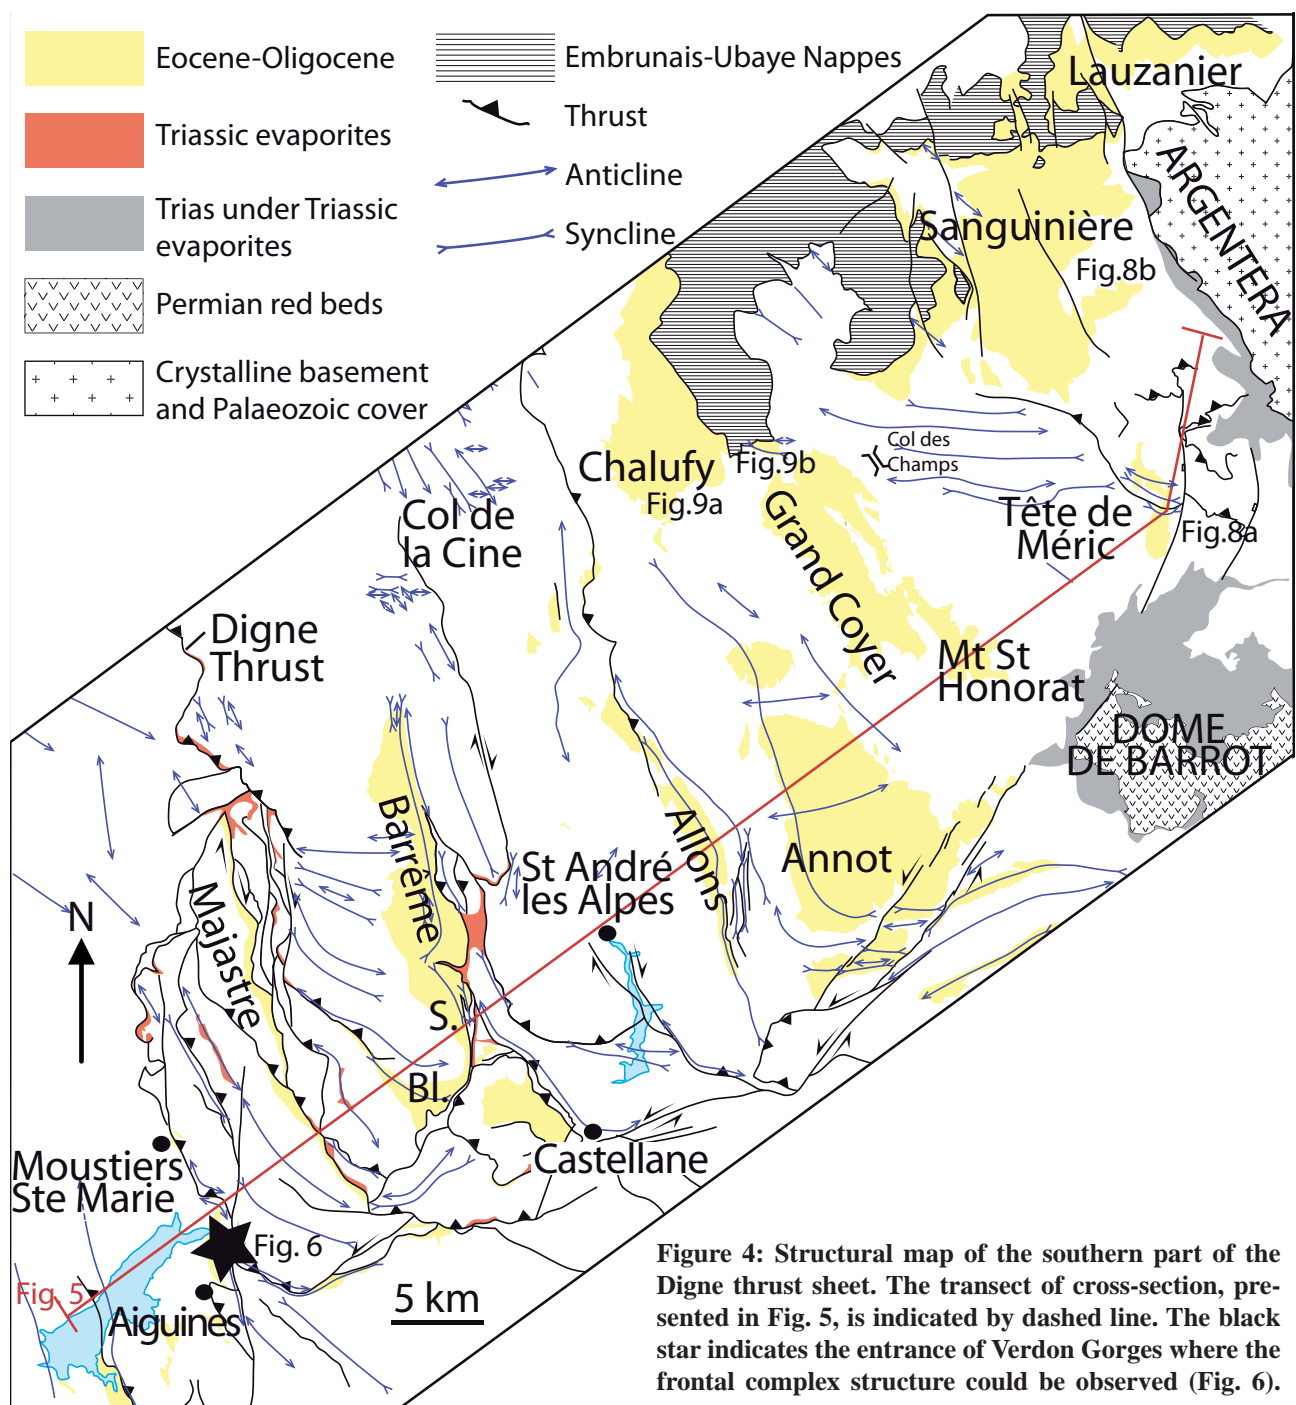 Eocene-Oligocene
Triassic evaporites
Trias under Triassic
evaporites
Permian red beds
Crystalline basement
and Palaeozoic cover
Embrunais-Ubaye Nappes
Thrust
Anticline
Syncline
Lauzanier
ARGENTERA
Sanguinière
Fig.8b
Col des
Champs
Chalufy
Fig.9a
Fig.9b
Grand Coyer
Tête de
Méric
Fig.8a
Col de
la Cine
Digne
Thrust
Mt St
Honorat
DOME
DE BARROT
Barrême
Allons
Annot
St André
les Alpes
N
Majastre
S.
Bl.
Castellane
Moustiers
Ste Marie
Fig. 6
Fig. 5
Aiguines
5 km
Figure 4: Structural map of the southern part of the
Digne thrust sheet. The transect of cross-section, pre-
sented in Fig. 5, is indicated by dashed line. The black
star indicates the entrance of Verdon Gorges where the
frontal complex structure could be observed (Fig. 6).